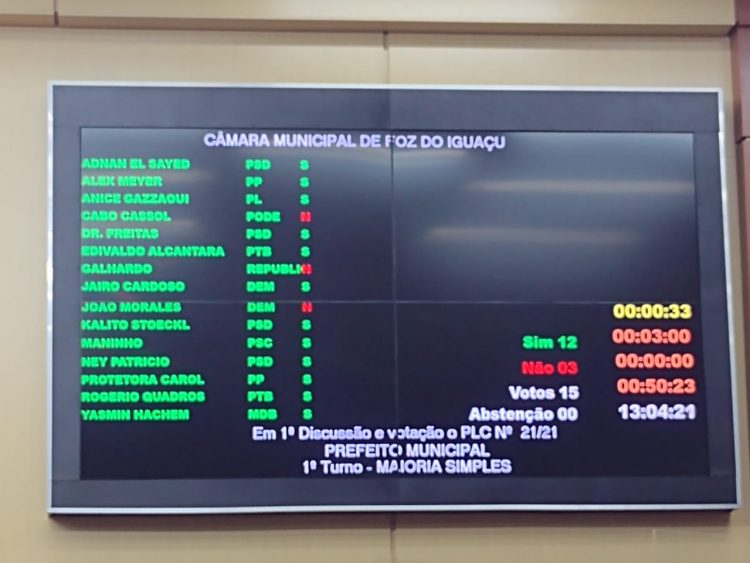 CÂMARA MUNICIPAL DE FOZ DO IGUAÇU
ADNAN EL SAYED PSD S
ALEX MEYER PP S
ANICE GAZZAOUI PL S
CABO CASSOL PODE N
DR. FREITAS PSD S
EDIVALDO ALCANTARA PTB S
GALHARDO REPUBLIC N
JAIRO CARDOSO DEM S
JOAO MORALES DEM N
KALITO STOECKL PSD S
MANINHO PSC S
NEY PATRICIO PSD S
PROTETORA CAROL PP S
ROGERIO QUADROS PTB S
YASMIN HACHEM MDB S
00:00:33
Sim 12 00:03:00
Não 03 00:00:00
Votos 15 00:50:23
Abstenção 00 13:04:21
Em 1ª Discussão e votação o PLC Nº 21/21
PREFEITO MUNICIPAL
1º Turno - MAIORIA SIMPLES